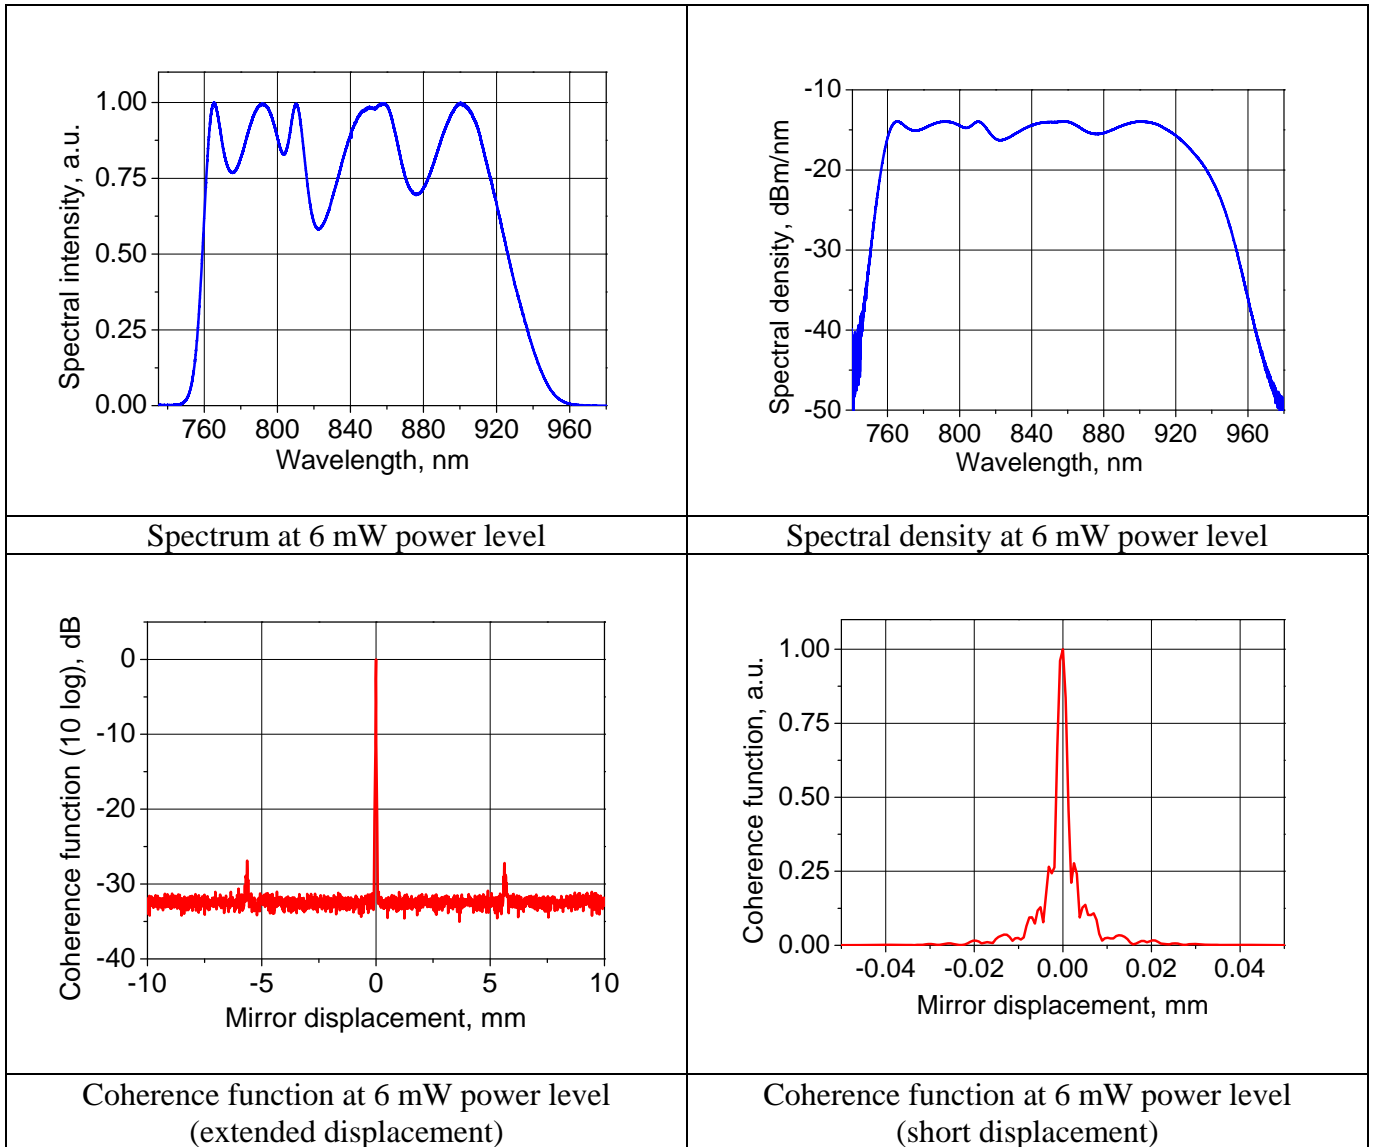 Spectral intensity, a.u.
1.00
0.75
0.50
0.25
0.00
760 800 840 880 920 960
Wavelength, nm
Spectral density, dBm/nm
-10
-20
-30
-40
-50
760 800 840 880 920 960
Wavelength, nm
Spectrum at 6 mW power level
Spectral density at 6 mW power level
Coherence function (10 log), dB
0
-10
-20
-30
-40
-10 -5 0 5 10
Mirror displacement, mm
Coherence function, a.u.
1.00
0.75
0.50
0.25
0.00
-0.04 -0.02 0.00 0.02 0.04
Mirror displacement, mm
Coherence function at 6 mW power level
(extended displacement)
Coherence function at 6 mW power level
(short displacement)